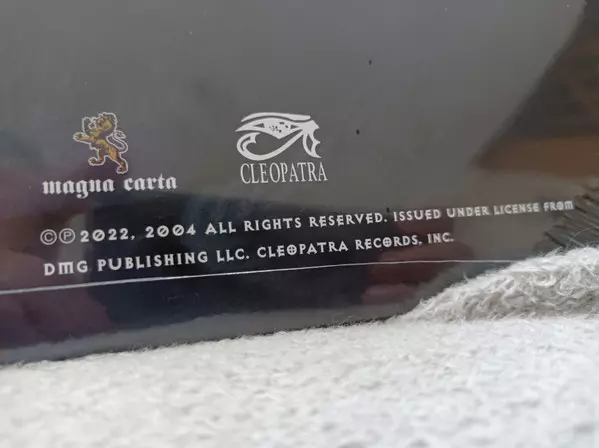 magna carta
CLEOPATRA
©℗ 2022, 2004 ALL RIGHTS RESERVED. ISSUED UNDER LICENSE FROM
DMG PUBLISHING LLC. CLEOPATRA RECORDS, INC.